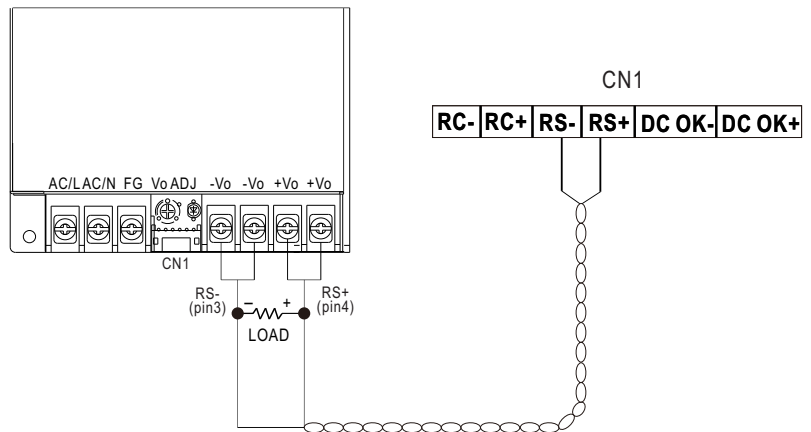 CN1
RC- RC+ RS- RS+ DC OK- DC OK+
AC/L AC/N FG Vo ADJ -Vo -Vo +Vo +Vo
CN1
RS- (pin3)
RS+ (pin4)
– +
LOAD